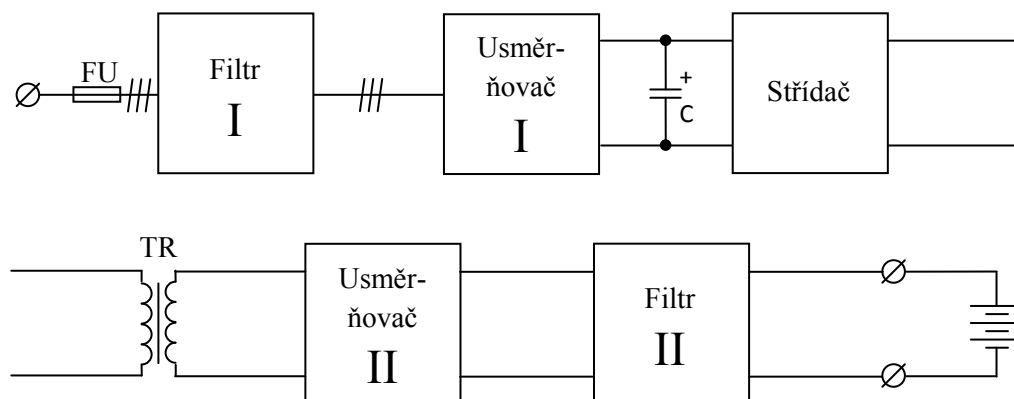 FU
Filtr
I
Usměr-
ňovač
I
+
C
Střídač
TR
Usměr-
ňovač
II
Filtr
II